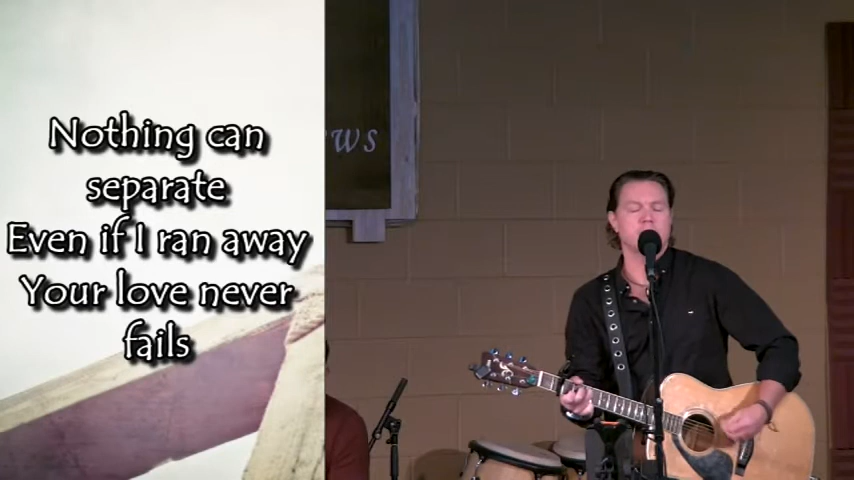 Nothing can
separate
Even if I ran away
Your love never
fails